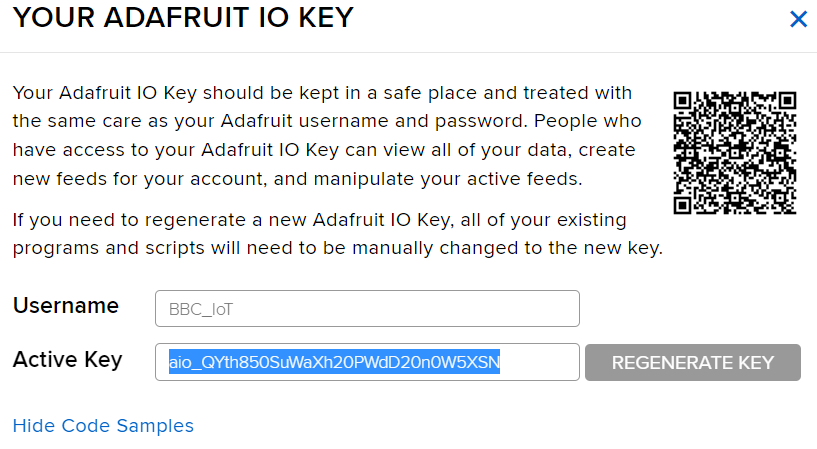 YOUR ADAFRUIT IO KEY
Your Adafruit IO Key should be kept in a safe place and treated with
the same care as your Adafruit username and password. People who
have access to your Adafruit IO Key can view all of your data, create
new feeds for your account, and manipulate your active feeds.
If you need to regenerate a new Adafruit IO Key, all of your existing
programs and scripts will need to be manually changed to the new key.
Username
BBC_IoT
Active Key
aio_QYth850SuWaXh20PWdD20n0W5XSN
REGENERATE KEY
Hide Code Samples